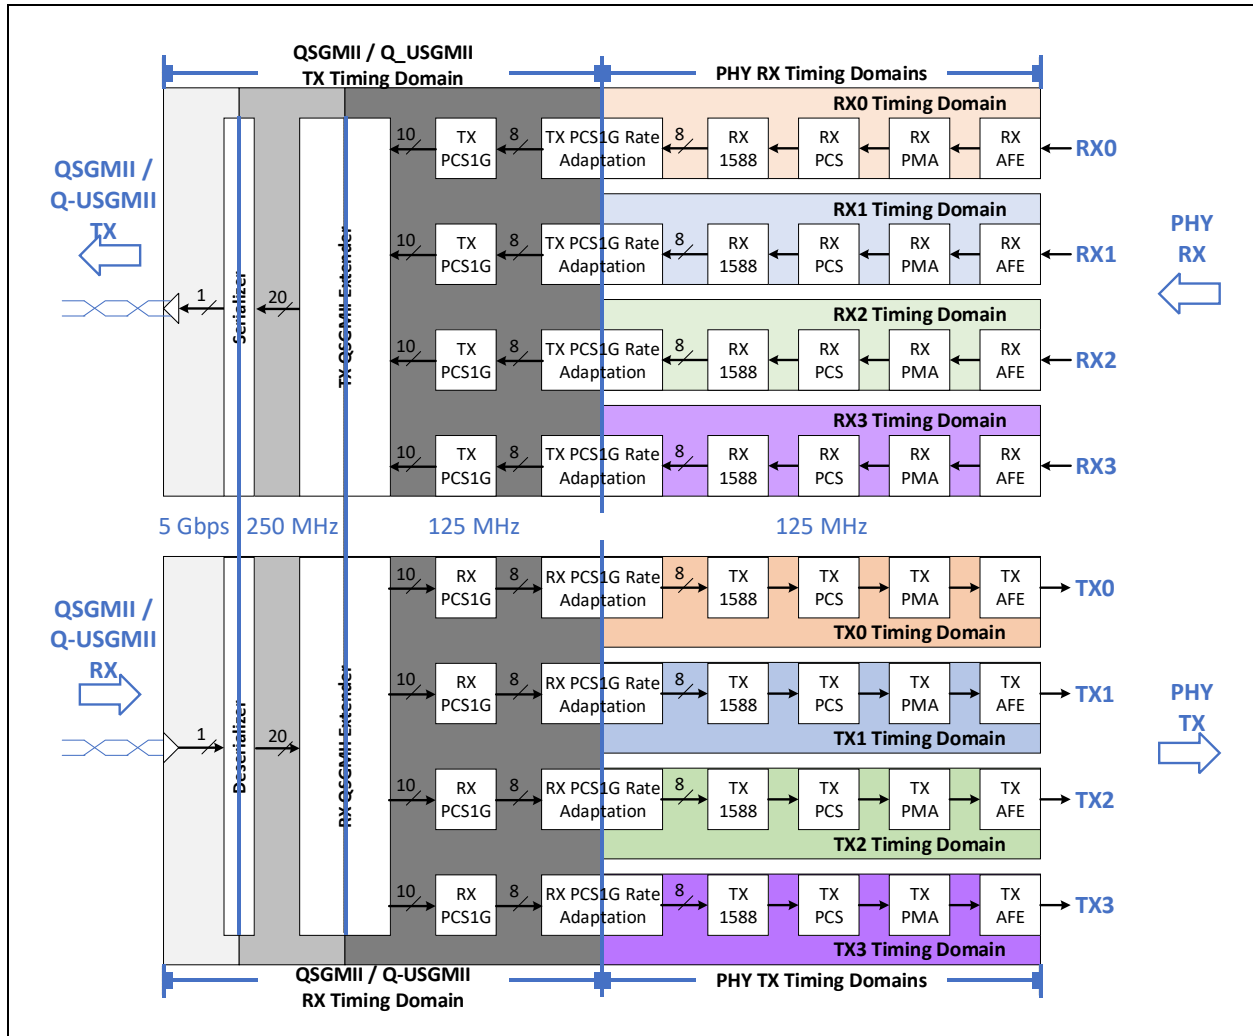 QSGMII / Q_USGMII
TX Timing Domain
PHY RX Timing Domains
QSGMII /
Q-USGMII
TX
Serializer
TX QSGMII Extender
1
20
RX0 Timing Domain
10
TX
PCS1G
8
TX PCS1G Rate
Adaptation
8
RX
1588
RX
PCS
RX
PMA
RX
AFE
RX0
RX1 Timing Domain
10
TX
PCS1G
8
TX PCS1G Rate
Adaptation
8
RX
1588
RX
PCS
RX
PMA
RX
AFE
RX1
PHY
RX
RX2 Timing Domain
10
TX
PCS1G
8
TX PCS1G Rate
Adaptation
8
RX
1588
RX
PCS
RX
PMA
RX
AFE
RX2
RX3 Timing Domain
10
TX
PCS1G
8
TX PCS1G Rate
Adaptation
8
RX
1588
RX
PCS
RX
PMA
RX
AFE
RX3
5 Gbps
250 MHz
125 MHz
125 MHz
QSGMII /
Q-USGMII
RX
1
Deserializer
20
RX QSGMII Extender
10
RX
PCS1G
8
RX PCS1G Rate
Adaptation
8
TX
1588
TX
PCS
TX
PMA
TX
AFE
TX0
TX0 Timing Domain
10
RX
PCS1G
8
RX PCS1G Rate
Adaptation
8
TX
1588
TX
PCS
TX
PMA
TX
AFE
TX1
TX1 Timing Domain
PHY
TX
10
RX
PCS1G
8
RX PCS1G Rate
Adaptation
8
TX
1588
TX
PCS
TX
PMA
TX
AFE
TX2
TX2 Timing Domain
10
RX
PCS1G
8
RX PCS1G Rate
Adaptation
8
TX
1588
TX
PCS
TX
PMA
TX
AFE
TX3
TX3 Timing Domain
QSGMII / Q-USGMII
RX Timing Domain
PHY TX Timing Domains